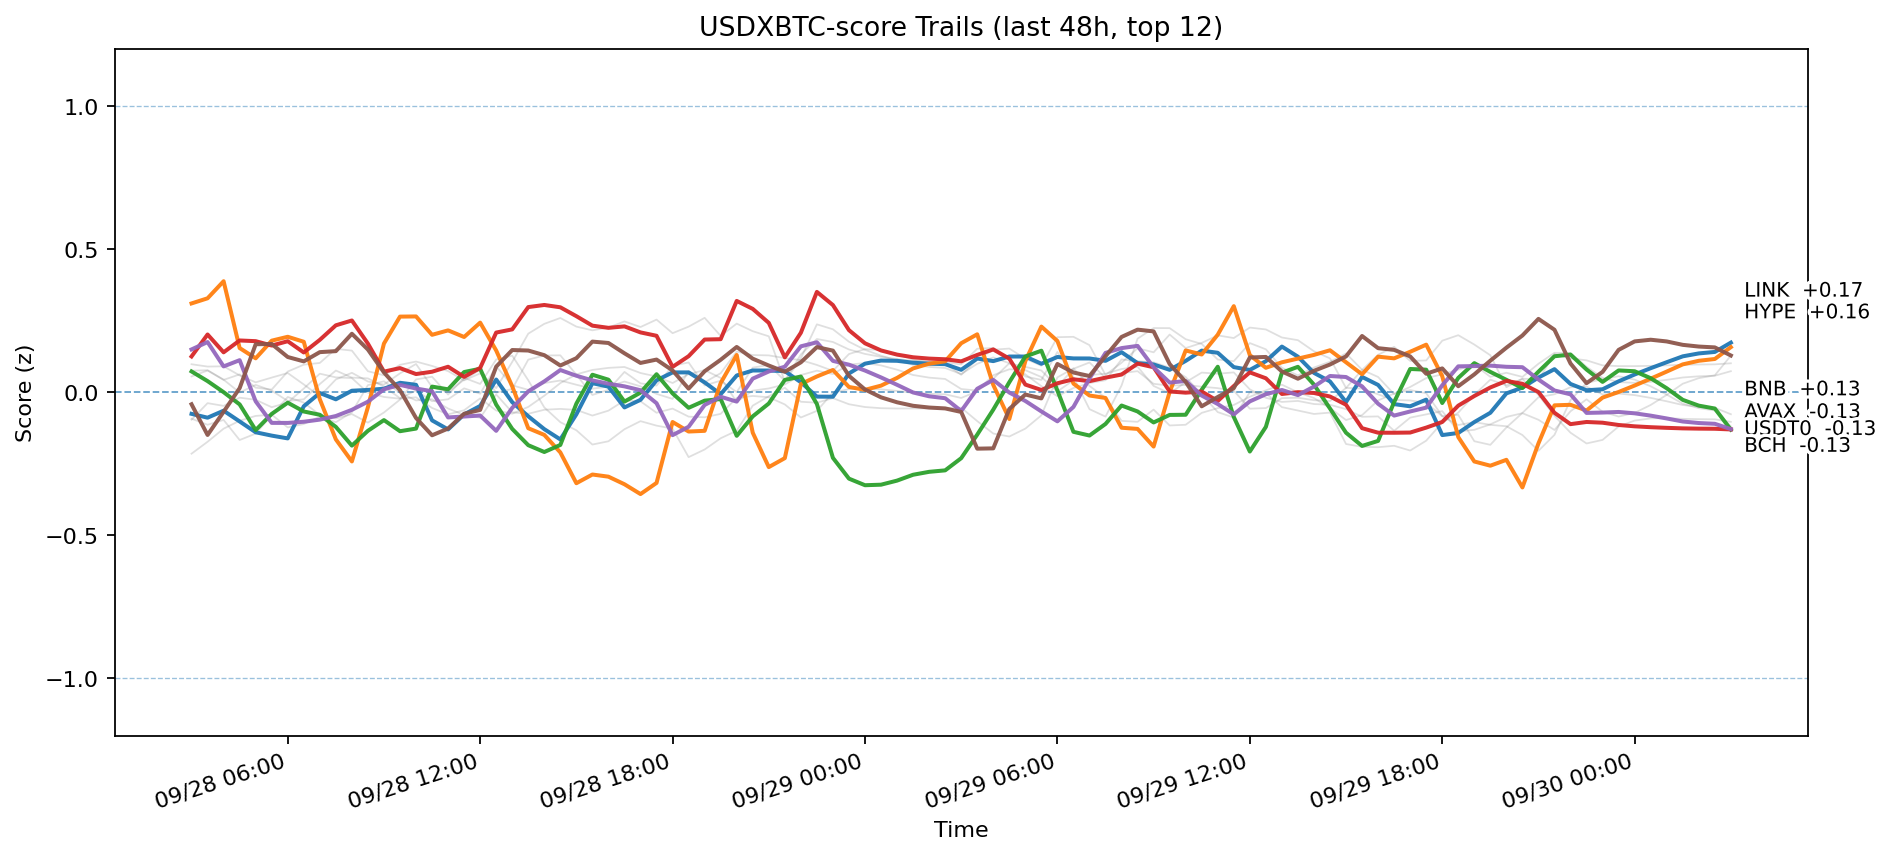 USDXBTC-score Trails (last 48h, top 12)
Score (z)
1.0
0.5
0.0
−0.5
−1.0
LINK +0.17
HYPE +0.16
BNB +0.13
AVAX -0.13
USDT0 -0.13
BCH -0.13
09/28 06:00
09/28 12:00
09/28 18:00
09/29 00:00
09/29 06:00
09/29 12:00
09/29 18:00
09/30 00:00
Time